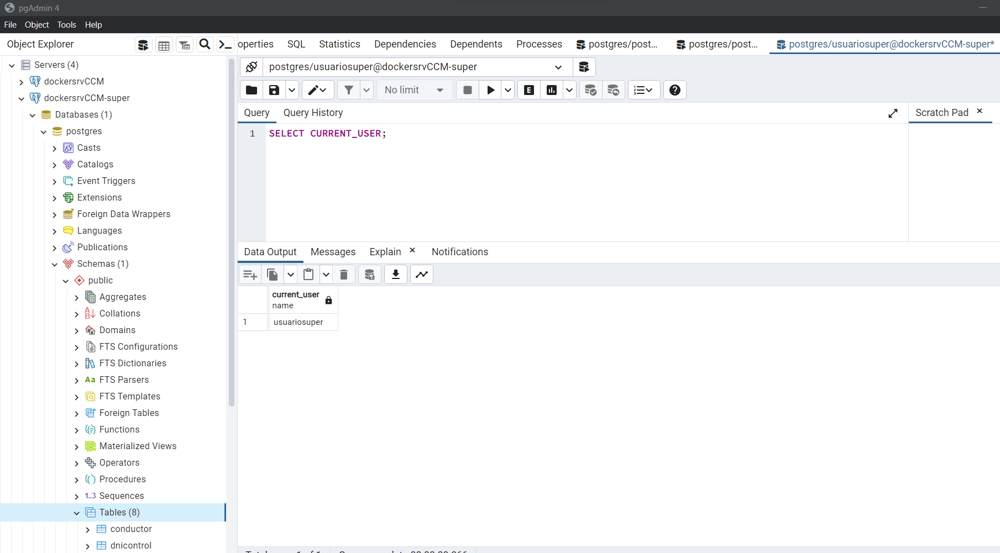 pgAdmin 4
File Object Tools Help
Object Explorer
operties SQL Statistics Dependencies Dependents Processes postgres/post... postgres/post... postgres/usuariosuper@dockersrvCCM-super*
Servers (4)
dockersrvCCM
dockersrvCCM-super
Databases (1)
postgres
Casts
Catalogs
Event Triggers
Extensions
Foreign Data Wrappers
Languages
Publications
Schemas (1)
public
Aggregates
Collations
Domains
FTS Configurations
FTS Dictionaries
Aa FTS Parsers
FTS Templates
Foreign Tables
Functions
Materialized Views
Operators
Procedures
1..3 Sequences
Tables (8)
conductor
dnicontrol
postgres/usuariosuper@dockersrvCCM-super
No limit
E
Query Query History
Scratch Pad
1 SELECT CURRENT_USER;
Data Output Messages Explain Notifications
current_user
name
1 usuariosuper